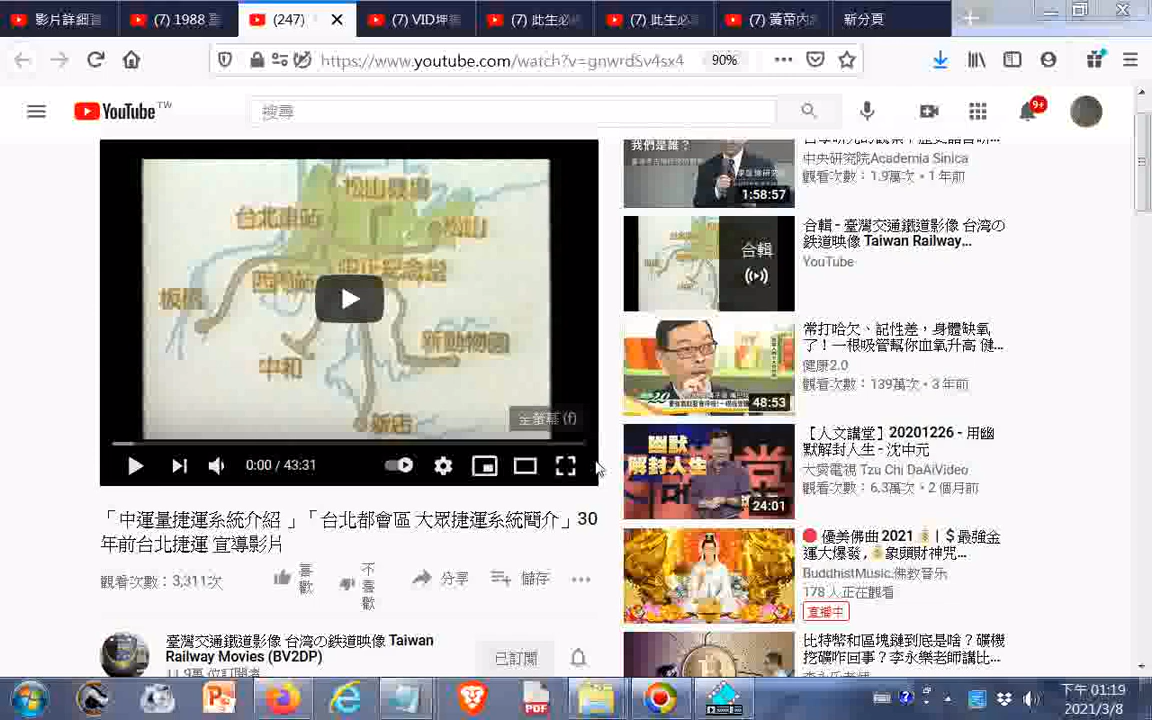 影片詳細
(7) 1988
(247)
(7) VID坪
(7) 此生必
(7) 此生必
(7) 黃帝內
新分頁
https://www.youtube.com/watch?v=gnwrdSv4sx4
90%
YouTube TW
搜尋
9+
松山
板橋
中和
新動物園
新店
全螢幕 (f)
0:00 / 43:31
「中運量捷運系統介紹 」「台北都會區 大眾捷運系統簡介」30
年前台北捷運 宣導影片
觀看次數：3,311次
喜歡
不喜歡
分享
儲存
臺灣交通鐵道影像 台湾の鉄道映像 Taiwan
Railway Movies (BV2DP)
已訂閱
我們是誰？
1:58:57
中央研究院Academia Sinica
觀看次數：1.9萬次 • 1 年前
合輯
合輯 - 臺灣交通鐵道影像 台湾の
鉄道映像 Taiwan Railway...
YouTube
48:53
常打哈欠、記性差，身體缺氧
了！一根吸管幫你血氧升高 健...
健康2.0
觀看次數：139萬次 • 3 年前
幽默
解封人生
24:01
【人文講堂】20201226 - 用幽
默解封人生 - 沈中元
大愛電視 Tzu Chi DaAiVideo
觀看次數：6.3萬次 • 2 個月前
優美佛曲 2021 | $ 最強金
運大爆發, 象頭財神咒...
BuddhistMusic.佛教音乐
178 人正在觀看
直播中
比特幣和區塊鏈到底是啥？礦機
挖礦咋回事？李永樂老師講比...
PDF
下午 01:19
2021/3/8